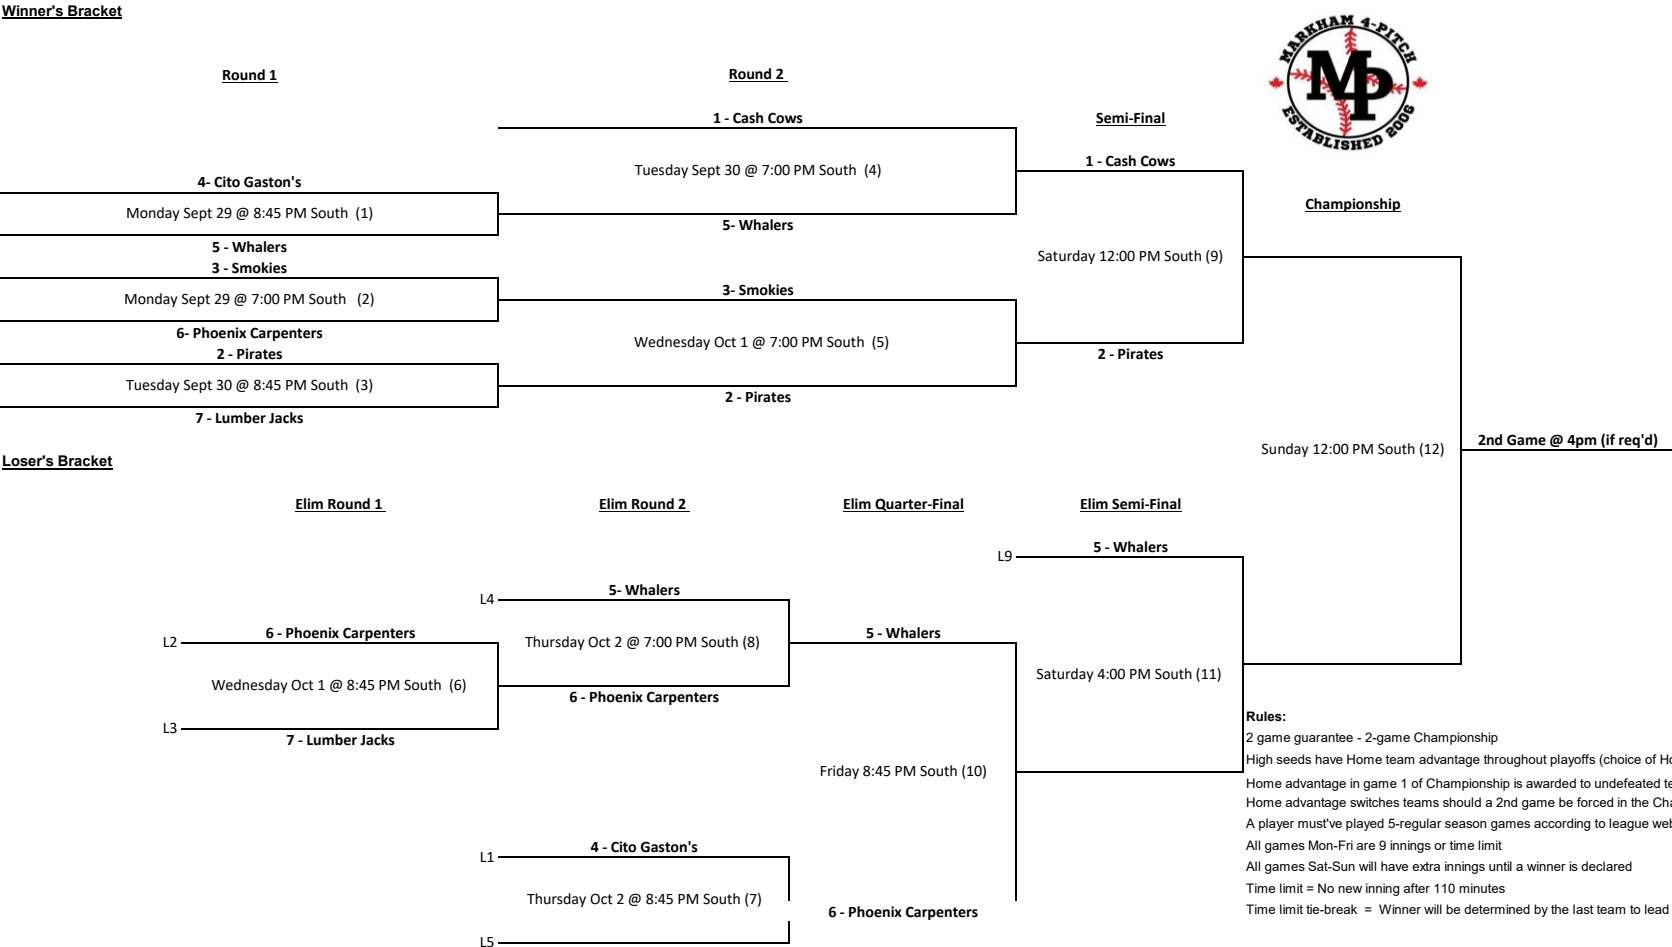 Winner's Bracket
MARKHAM 4-PITCH
MP
ESTABLISHED 2006
Round 1
Round 2
1 - Cash Cows
Semi-Final
Tuesday Sept 30 @ 7:00 PM South (4)
1 - Cash Cows
4- Cito Gaston's
Championship
Monday Sept 29 @ 8:45 PM South (1)
5- Whalers
5 - Whalers
Saturday 12:00 PM South (9)
3 - Smokies
3- Smokies
Monday Sept 29 @ 7:00 PM South (2)
6- Phoenix Carpenters
Wednesday Oct 1 @ 7:00 PM South (5)
2 - Pirates
2 - Pirates
Tuesday Sept 30 @ 8:45 PM South (3)
2 - Pirates
7 - Lumber Jacks
2nd Game @ 4pm (if req'd)
Sunday 12:00 PM South (12)
Loser's Bracket
Elim Round 1
Elim Round 2
Elim Quarter-Final
Elim Semi-Final
5 - Whalers
L9
5- Whalers
L4
6 - Phoenix Carpenters
5 - Whalers
L2
Thursday Oct 2 @ 7:00 PM South (8)
Saturday 4:00 PM South (11)
Wednesday Oct 1 @ 8:45 PM South (6)
6 - Phoenix Carpenters
L3
7 - Lumber Jacks
Friday 8:45 PM South (10)
4 - Cito Gaston's
L1
Thursday Oct 2 @ 8:45 PM South (7)
6 - Phoenix Carpenters
L5
Rules:
2 game guarantee - 2-game Championship
High seeds have Home team advantage throughout playoffs (choice of Ho
Home advantage in game 1 of Championship is awarded to undefeated te
Home advantage switches teams should a 2nd game be forced in the Cha
A player must've played 5-regular season games according to league web
All games Mon-Fri are 9 innings or time limit
All games Sat-Sun will have extra innings until a winner is declared
Time limit = No new inning after 110 minutes
Time limit tie-break = Winner will be determined by the last team to lead